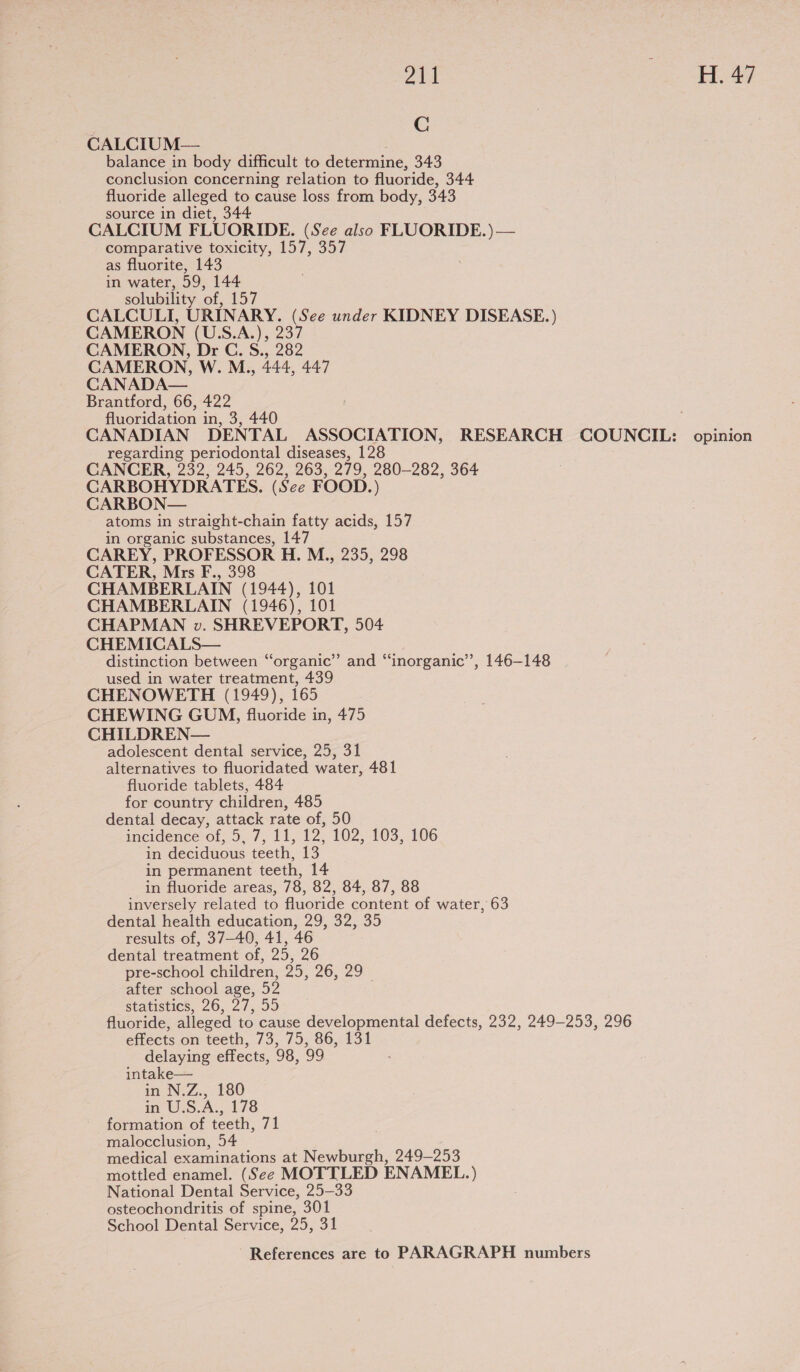 211 H. 47
C
CALCIUM—
balance in body difficult to determine, 343
conclusion concerning relation to fluoride, 344
fluoride alleged to cause loss from body, 343
source in diet, 344
CALCIUM FLUORIDE. (See also FLUORIDE.)—
comparative toxicity, 157, 357
as fluorite, 143
in water, 59, 144
solubility of, 157
CALCULI, URINARY. (See under KIDNEY DISEASE.)
CAMERON (U.S.A.), 237
CAMERON, Dr C. S., 282
CAMERON, W. M., 444, 447
CANADA—
Brantford, 66, 422
fluoridation in, 3, 440
CANADIAN DENTAL ASSOCIATION, RESEARCH COUNCIL: opinion
regarding periodontal diseases, 128
CANCER, 232, 245, 262, 263, 279, 280–282, 364
CARBOHYDRATES. (See FOOD.)
CARBON—
atoms in straight-chain fatty acids, 157
in organic substances, 147
CAREY, PROFESSOR H. M., 235, 298
CATER, Mrs F., 398
CHAMBERLAIN (1944), 101
CHAMBERLAIN (1946), 101
CHAPMAN v. SHREVEPORT, 504
CHEMICALS—
distinction between “organic” and “inorganic”, 146–148
used in water treatment, 439
CHENOWETH (1949), 165
CHEWING GUM, fluoride in, 475
CHILDREN—
adolescent dental service, 25, 31
alternatives to fluoridated water, 481
fluoride tablets, 484
for country children, 485
dental decay, attack rate of, 50
incidence of, 5, 7, 11, 12, 102, 103, 106
in deciduous teeth, 13
in permanent teeth, 14
in fluoride areas, 78, 82, 84, 87, 88
inversely related to fluoride content of water, 63
dental health education, 29, 32, 35
results of, 37–40, 41, 46
dental treatment of, 25, 26
pre-school children, 25, 26, 29
after school age, 52
statistics, 26, 27, 55
fluoride, alleged to cause developmental defects, 232, 249–253, 296
effects on teeth, 73, 75, 86, 131
delaying effects, 98, 99
intake—
in N.Z., 180
in U.S.A., 178
formation of teeth, 71
malocclusion, 54
medical examinations at Newburgh, 249–253
mottled enamel. (See MOTTLED ENAMEL.)
National Dental Service, 25–33
osteochondritis of spine, 301
School Dental Service, 25, 31
References are to PARAGRAPH numbers